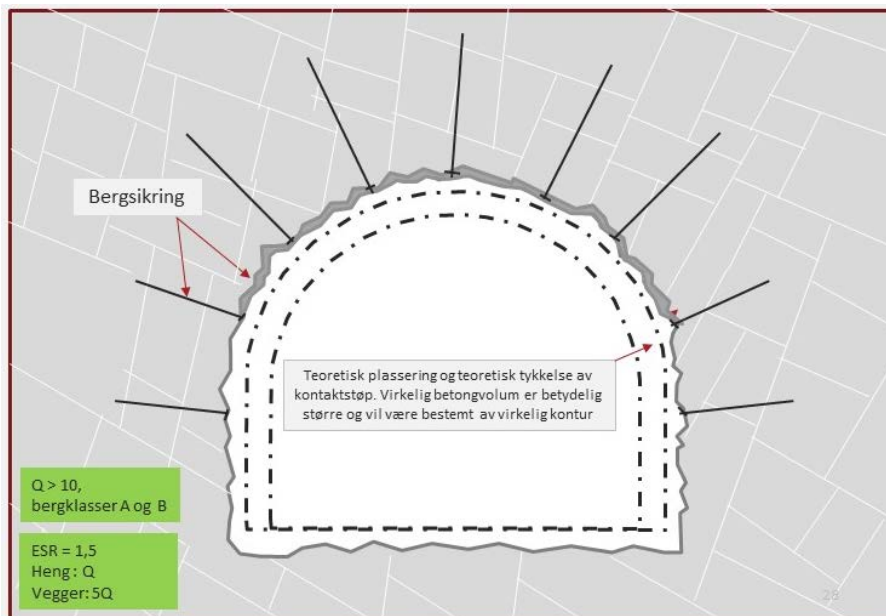 Bergsikring
Teoretisk plassering og teoretisk tykkelse av
kontaktstøp. Virkelig betongvolum er betydelig
større og vil være bestemt av virkelig kontur
Q > 10,
bergklasser A og B
ESR = 1,5
Heng : Q
Vegger: 5Q
28